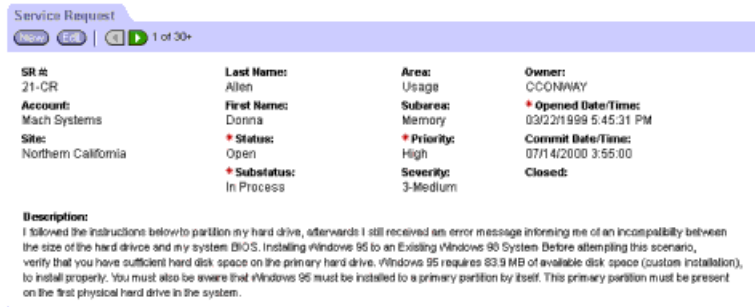 Service Request
New Edit 1 of 30+
SR #: Last Name: Area: Owner:
21-CR Allen Usage CCONWAY
Account: First Name: Subarea: * Opened Date/Time:
Mach Systems Donna Memory 03/22/1999 5:45:31 PM
Site: * Status: * Priority: Commit Date/Time:
Northern California Open High 07/14/2000 3:55:00
* Substatus: Severity: Closed:
In Process 3-Medium
Description:
I followed the instructions below to partition my hard drive, afterwards I still received am error message informing me of an incompatibilly between
the size of the hard drivce and my system BIOS. Installing Windows 95 to an Existing Windows 98 System Before attempting this scenario,
verify that you have sufficient hard disk space on the primary hard drive. Windows 95 requires 83.9 MB of available disk space (custom installation),
to install properly. You must also be aware that Windows 95 must be installed to a primary partition by itself. This primary partition must be present
on the first physical hard drive in the system.